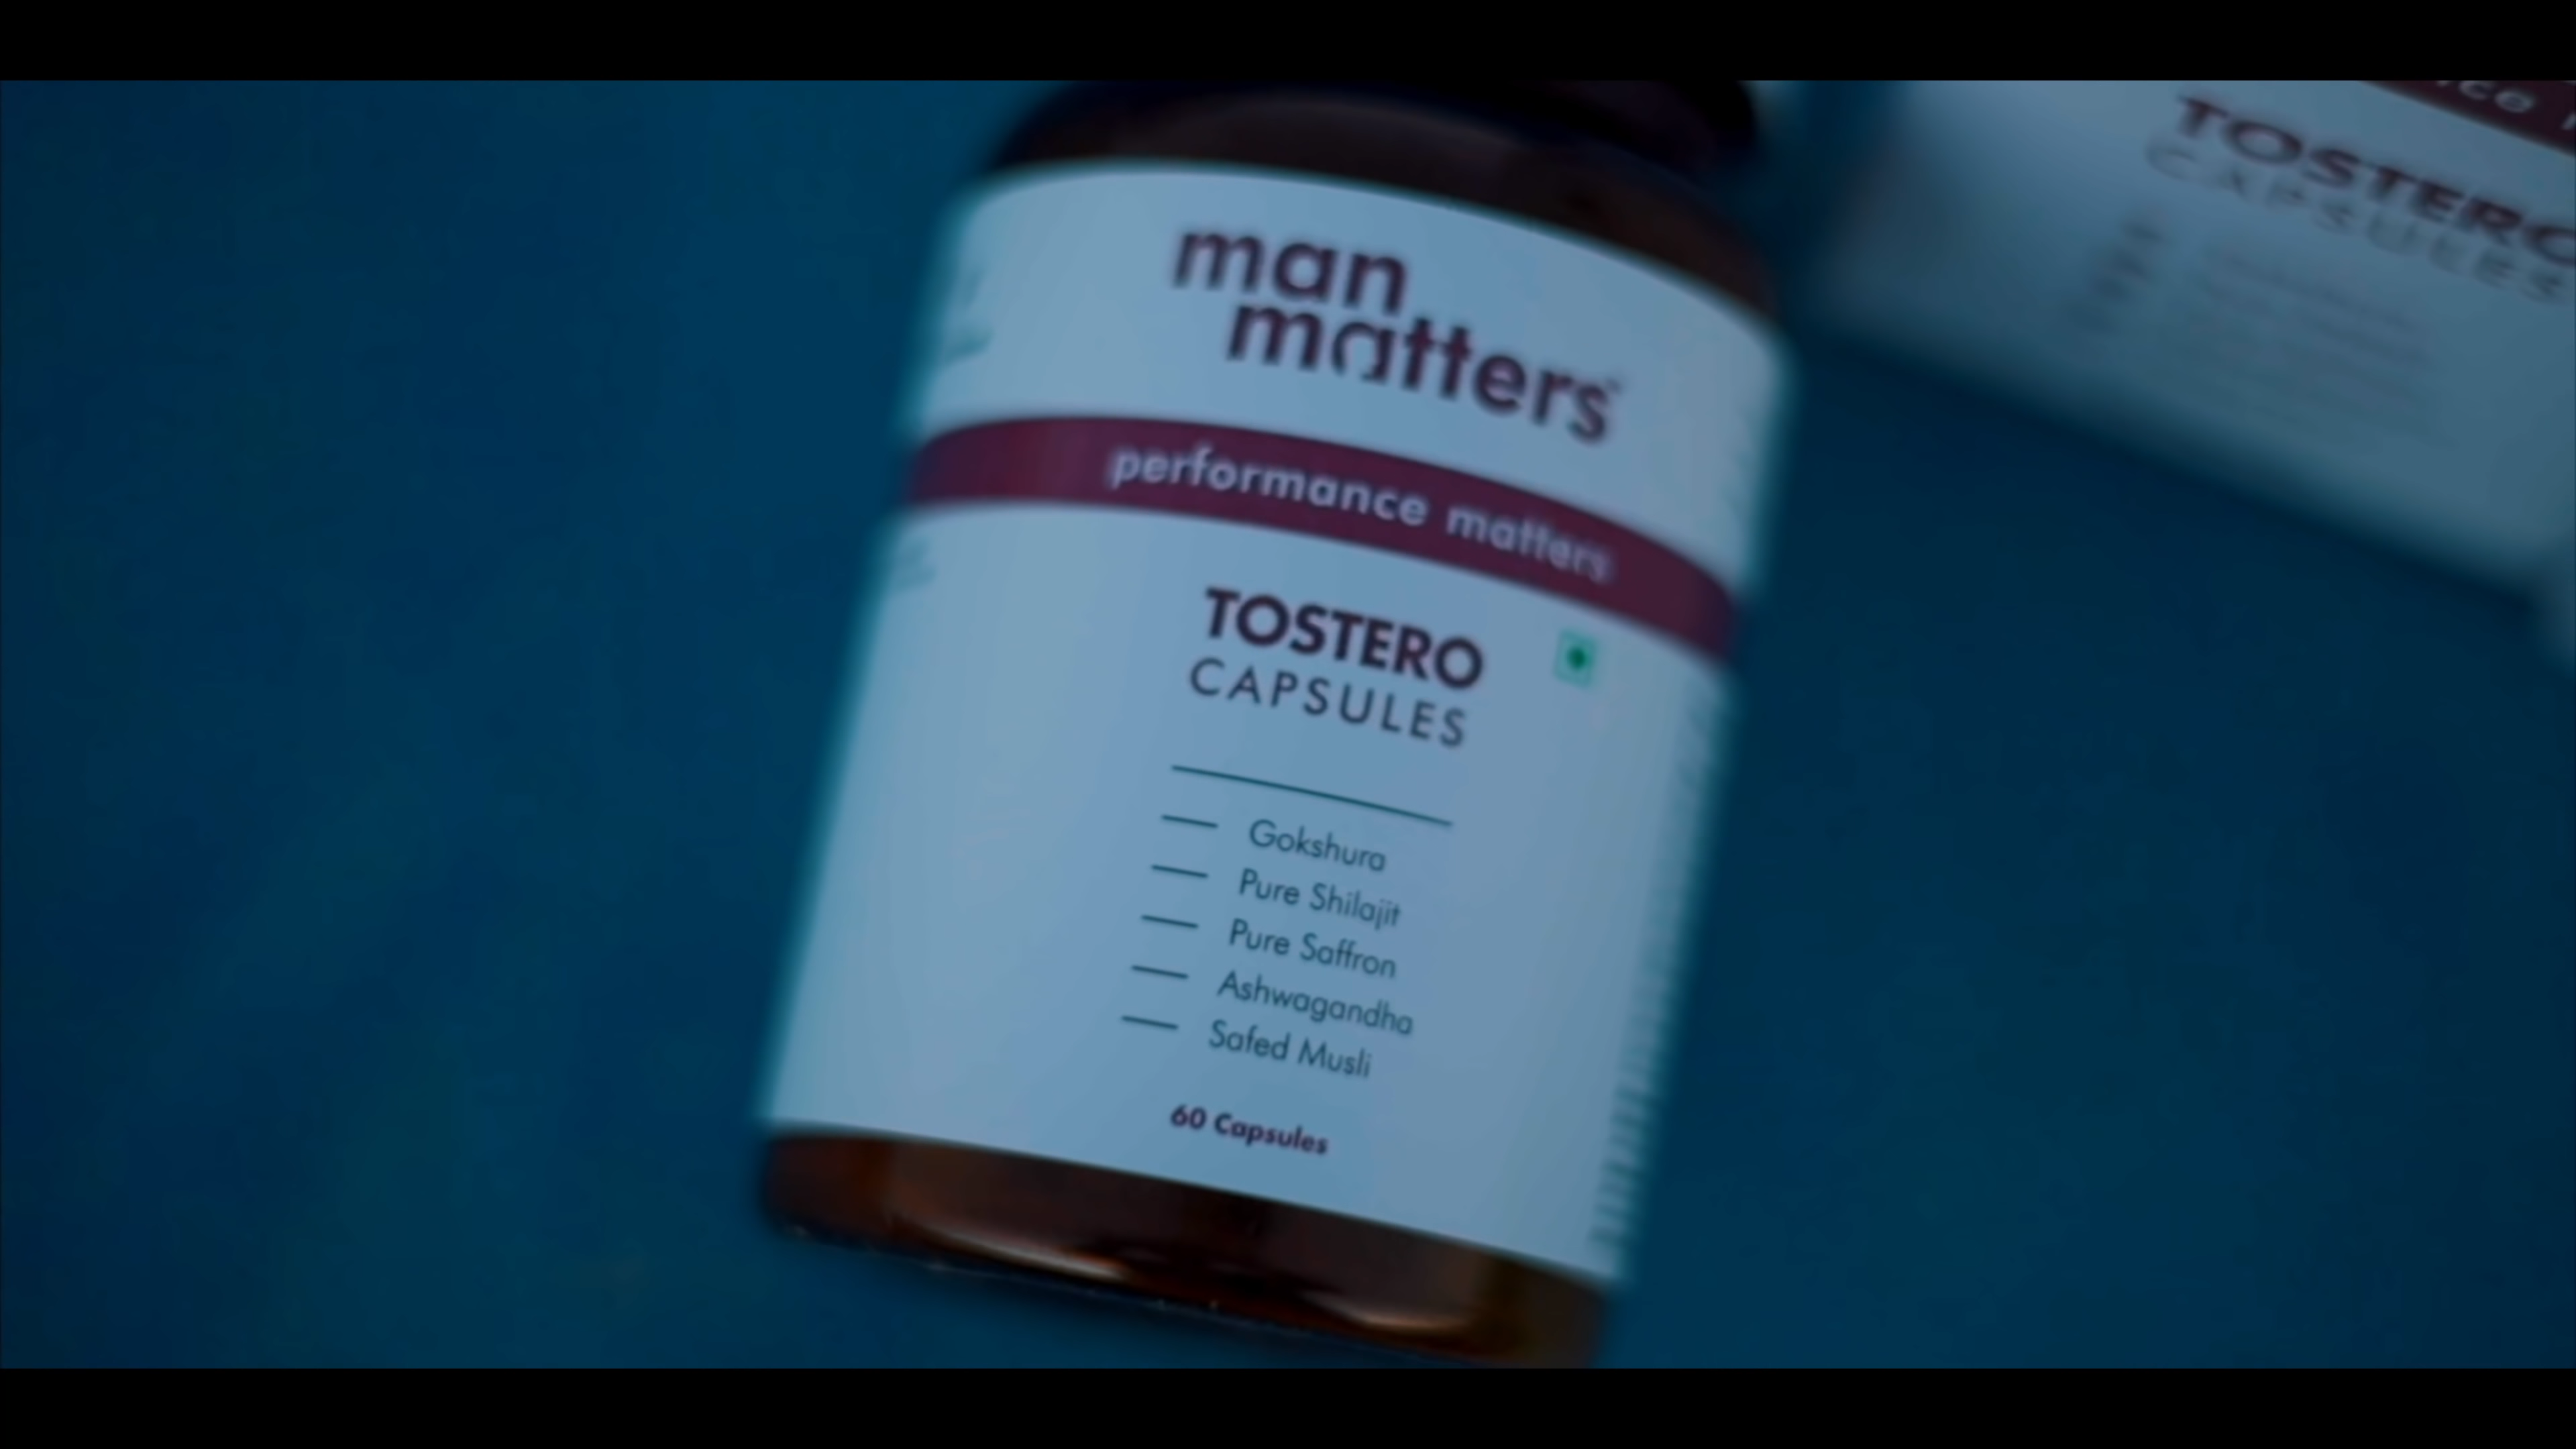 man
matters
performance matters
TOSTERO
CAPSULES
Gokshura
Pure Shilajit
Pure Saffron
Ashwagandha
Safed Musli
60 Capsules
TOSTERO
CAPSULES